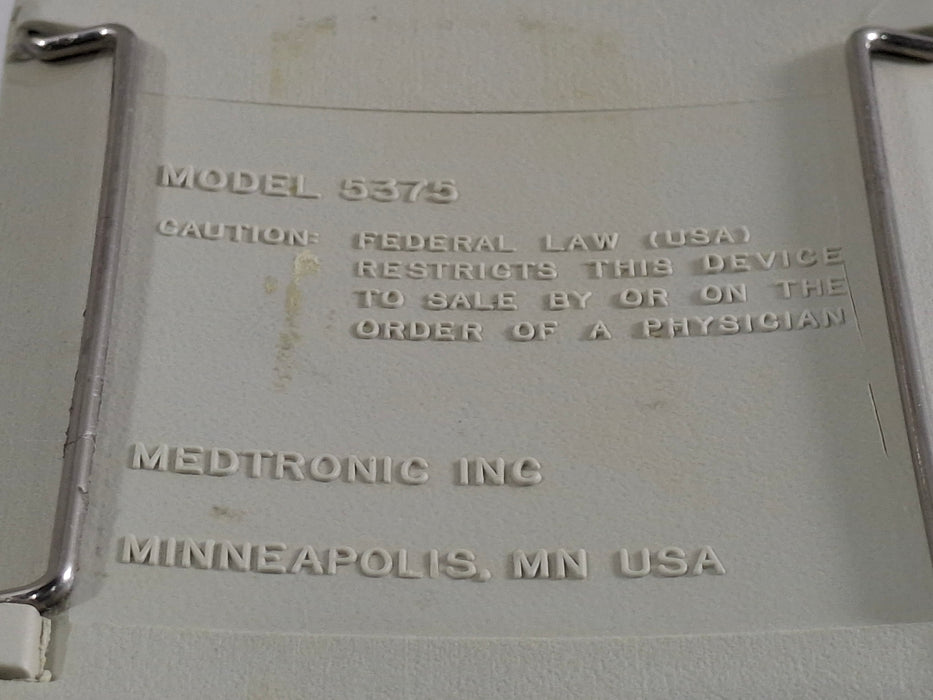 MODEL 5375
CAUTION: FEDERAL LAW (USA)
RESTRICTS THIS DEVICE
TO SALE BY OR ON THE
ORDER OF A PHYSICIAN
MEDTRONIC INC
MINNEAPOLIS, MN USA